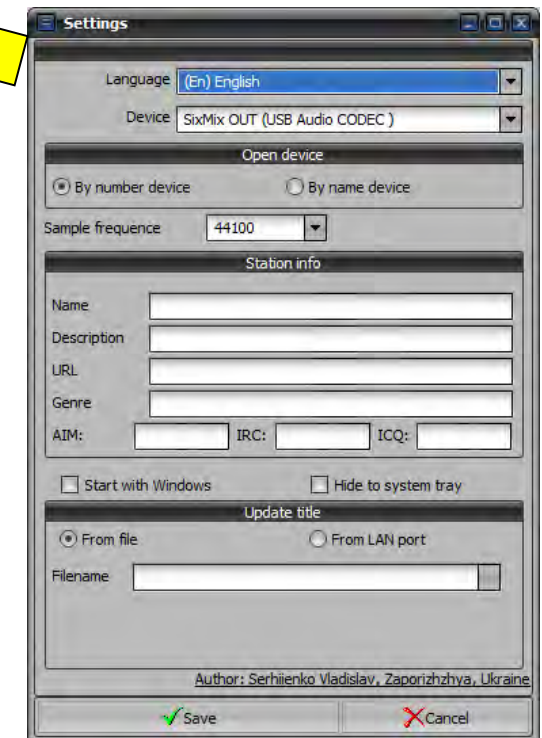 Settings
Language (En) English
Device SixMix OUT (USB Audio CODEC )
Open device
By number device By name device
Sample frequence 44100
Station info
Name
Description
URL
Genre
AIM: IRC: ICQ:
Start with Windows Hide to system tray
Update title
From file From LAN port
Filename
Author: Serhiienko Vladislav, Zaporizhzhya, Ukraine
Save Cancel